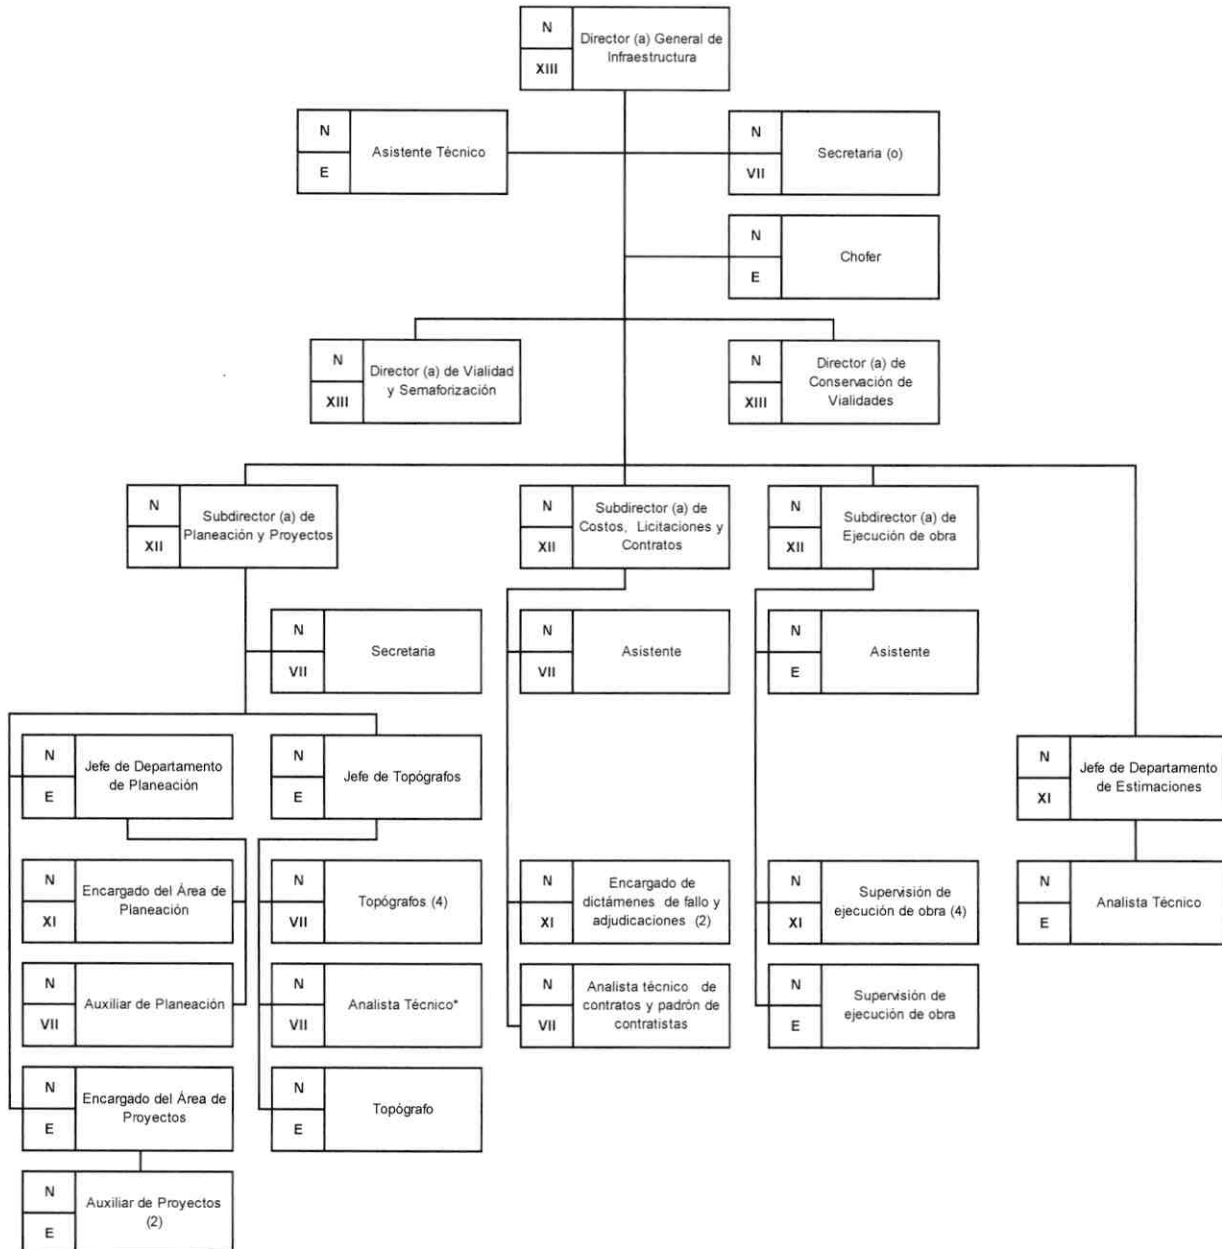 N
XIII
Director (a) General de
Infraestructura
N
E
Asistente Técnico
N
VII
Secretaria (o)
N
E
Chofer
N
XIII
Director (a) de Vialidad
y Semaforización
N
XIII
Director (a) de
Conservación de
Vialidades
N
XII
Subdirector (a) de
Planeación y Proyectos
N
XII
Subdirector (a) de
Costos, Licitaciones y
Contratos
N
XII
Subdirector (a) de
Ejecución de obra
N
VII
Secretaria
N
VII
Asistente
N
E
Asistente
N
E
Jefe de Departamento
de Planeación
N
E
Jefe de Topógrafos
N
XI
Jefe de Departamento
de Estimaciones
N
XI
Encargado del Área de
Planeación
N
VII
Topógrafos (4)
N
XI
Encargado de
dictámenes de fallo y
adjudicaciones (2)
N
XI
Supervisión de
ejecución de obra (4)
N
E
Analista Técnico
N
VII
Auxiliar de Planeación
N
VII
Analista Técnico*
N
VII
Analista técnico de
contratos y padrón de
contratistas
N
E
Supervisión de
ejecución de obra
N
E
Encargado del Área de
Proyectos
N
E
Topógrafo
N
E
Auxiliar de Proyectos
(2)